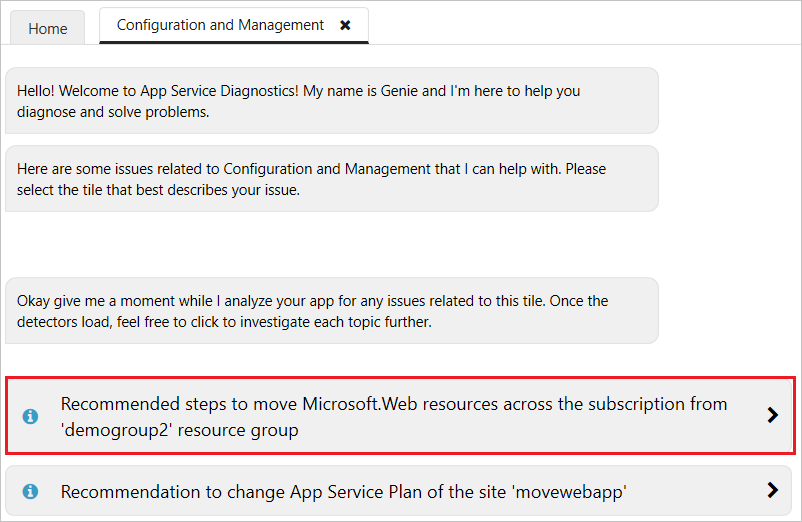 Home
Configuration and Management ✖
Hello! Welcome to App Service Diagnostics! My name is Genie and I'm here to help you
diagnose and solve problems.
Here are some issues related to Configuration and Management that I can help with. Please
select the tile that best describes your issue.
Okay give me a moment while I analyze your app for any issues related to this tile. Once the
detectors load, feel free to click to investigate each topic further.
Recommended steps to move Microsoft.Web resources across the subscription from
'demogroup2' resource group
Recommendation to change App Service Plan of the site 'movewebapp'